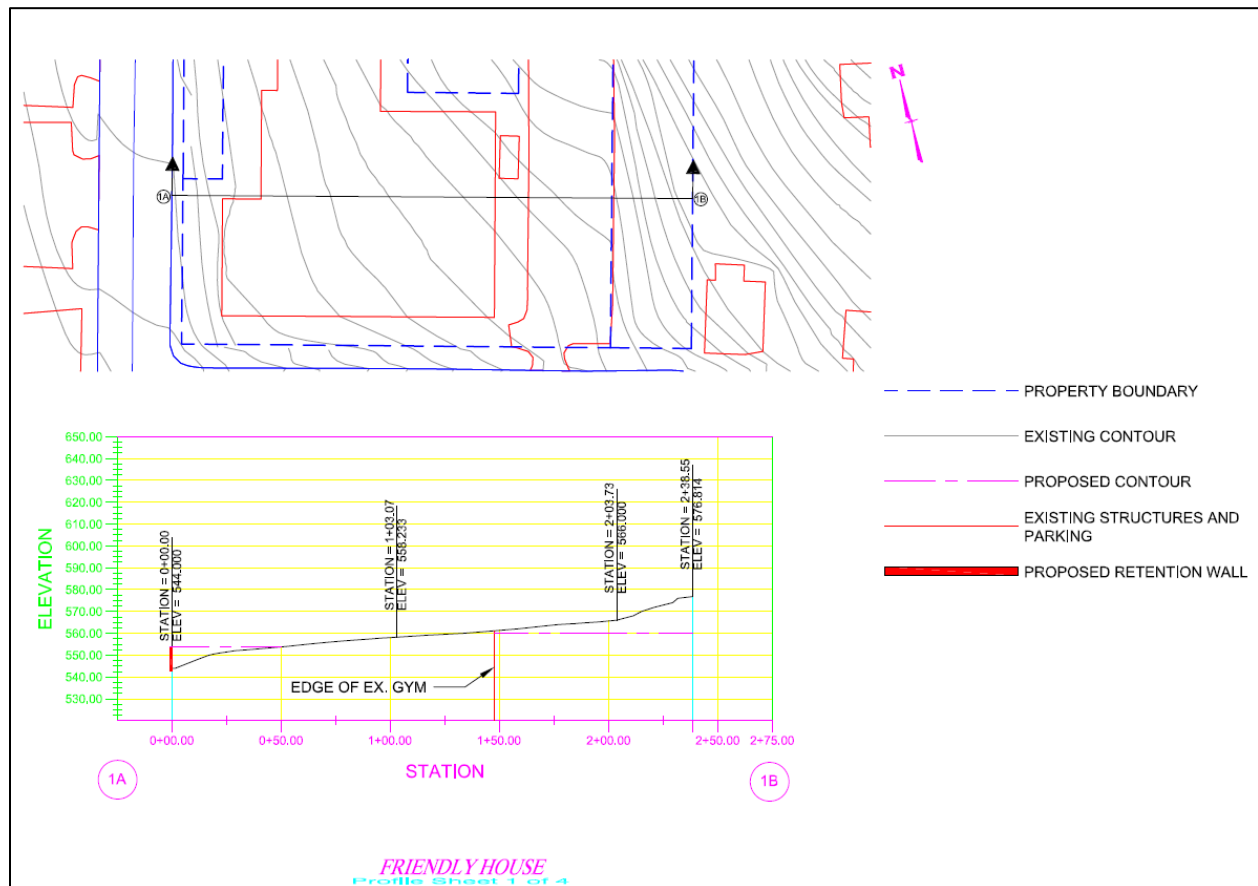 N
1A
1B
PROPERTY BOUNDARY
EXISTING CONTOUR
PROPOSED CONTOUR
EXISTING STRUCTURES AND
PARKING
PROPOSED RETENTION WALL
ELEVATION
650.00
640.00
630.00
620.00
610.00
600.00
590.00
580.00
570.00
560.00
550.00
540.00
530.00
STATION = 0+00.00
ELEV = 544.000
STATION = 1+03.07
ELEV = 558.233
STATION = 2+03.73
ELEV = 566.000
STATION = 2+38.55
ELEV = 576.814
EDGE OF EX. GYM
0+00.00
0+50.00
1+00.00
1+50.00
2+00.00
2+50.00
2+75.00
1A
STATION
1B
FRIENDLY HOUSE
Profile Sheet 1 of 4